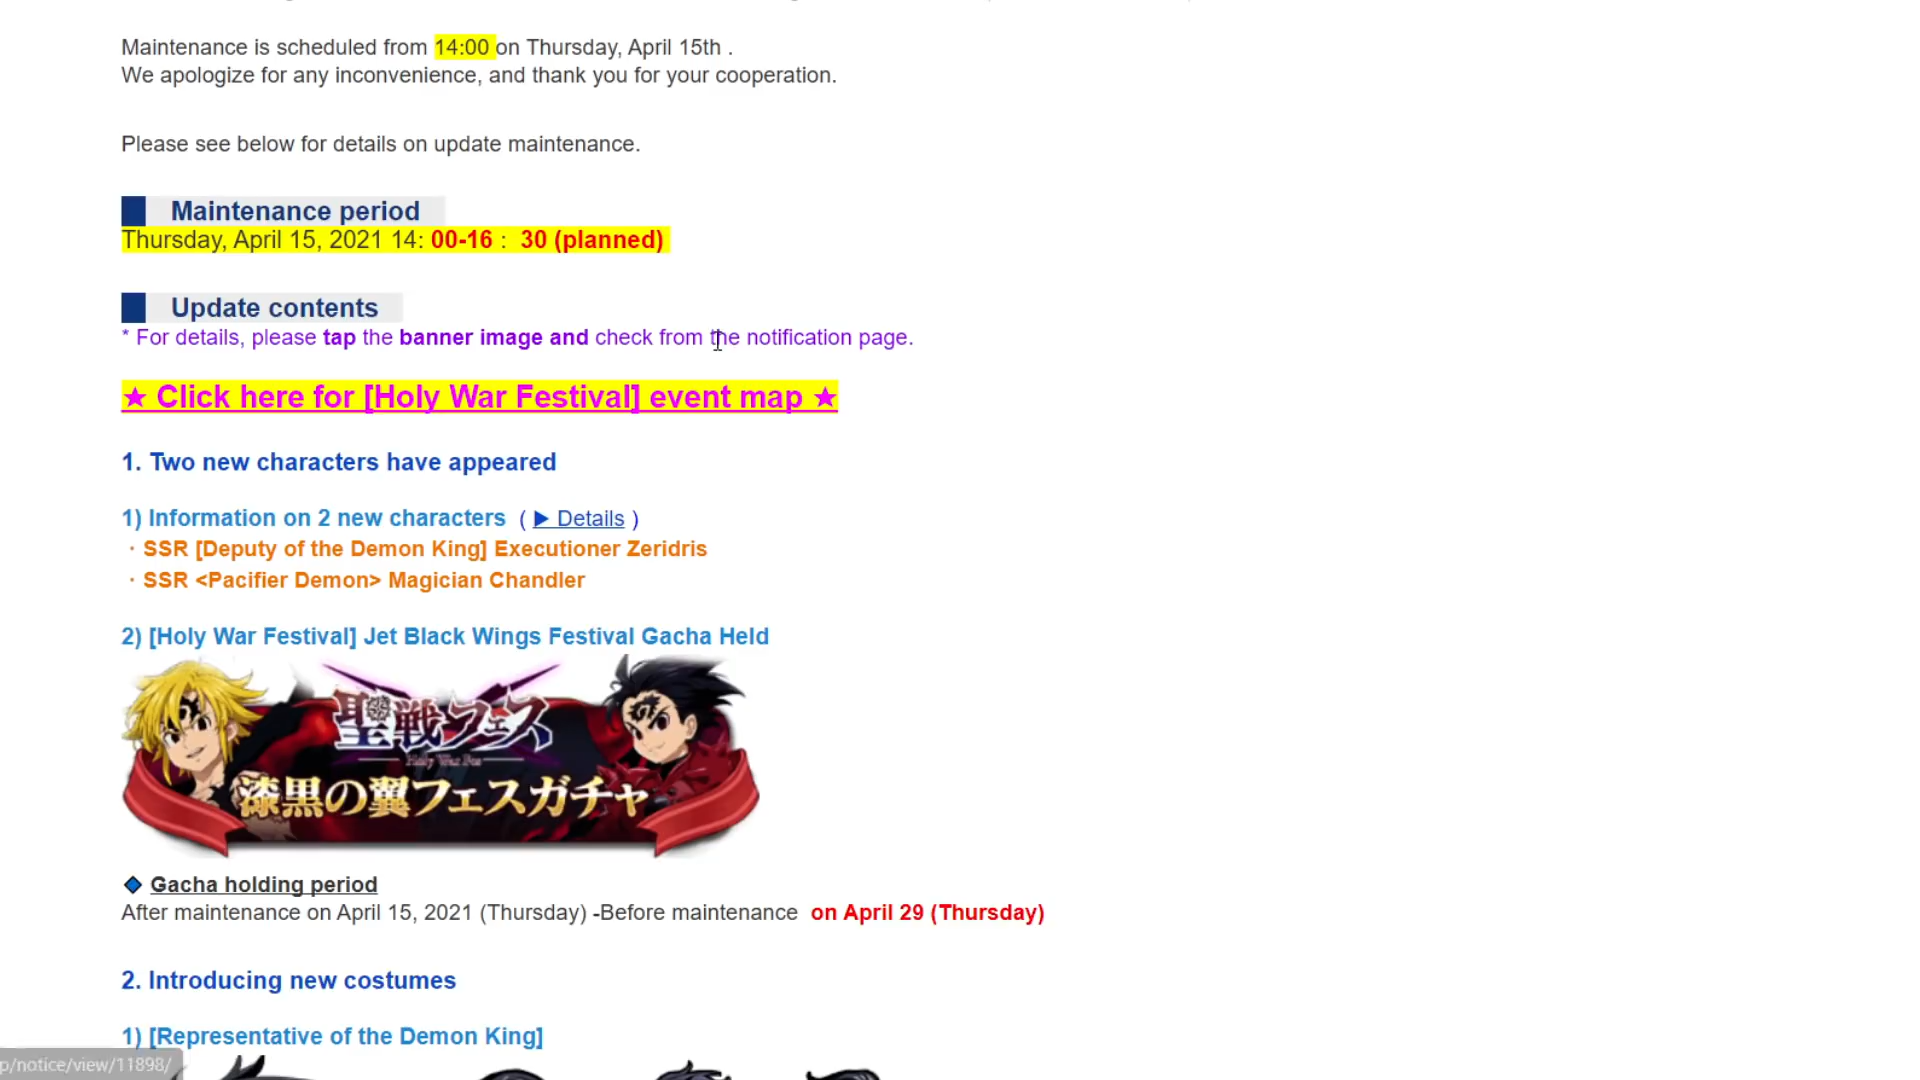 Maintenance is scheduled from 14:00 on Thursday, April 15th .
We apologize for any inconvenience, and thank you for your cooperation.
Please see below for details on update maintenance.
Maintenance period
Thursday, April 15, 2021 14: 00-16 : 30 (planned)
Update contents
* For details, please tap the banner image and check from the notification page.
★ Click here for [Holy War Festival] event map ★
1. Two new characters have appeared
1) Information on 2 new characters ( ▶ Details )
・SSR [Deputy of the Demon King] Executioner Zeridris
・SSR <Pacifier Demon> Magician Chandler
2) [Holy War Festival] Jet Black Wings Festival Gacha Held
聖戦フェス
Holy War Fes
漆黒の翼フェスガチャ
Gacha holding period
After maintenance on April 15, 2021 (Thursday) -Before maintenance on April 29 (Thursday)
2. Introducing new costumes
1) [Representative of the Demon King]
p/notice/view/11898/